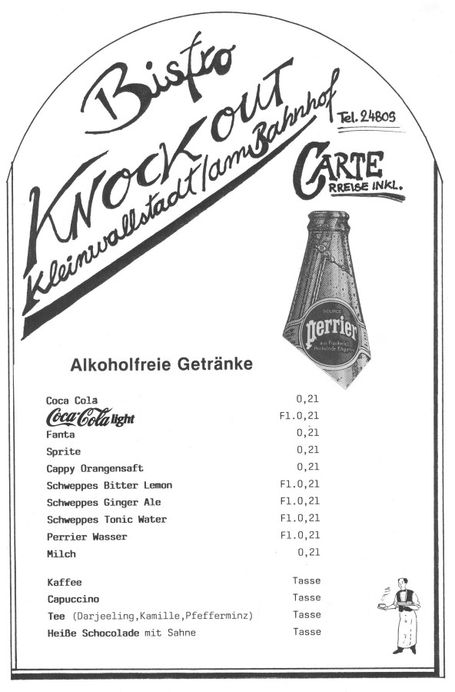 Bistro
KNOCK OUT
Kleinwallstadt/am Bahnhof
Tel. 24809
CARTE
PREISE INKL.
SOURCE
Perrier
Alkoholfreie Getränke
Coca Cola 0,2l
Coca-Cola light Fl.0,2l
Fanta 0,2l
Sprite 0,2l
Cappy Orangensaft 0,2l
Schweppes Bitter Lemon Fl.0,2l
Schweppes Ginger Ale Fl.0,2l
Schweppes Tonic Water Fl.0,2l
Perrier Wasser Fl.0,2l
Milch 0,2l
Kaffee Tasse
Capuccino Tasse
Tee (Darjeeling,Kamille,Pfefferminz) Tasse
Heiße Schocolade mit Sahne Tasse